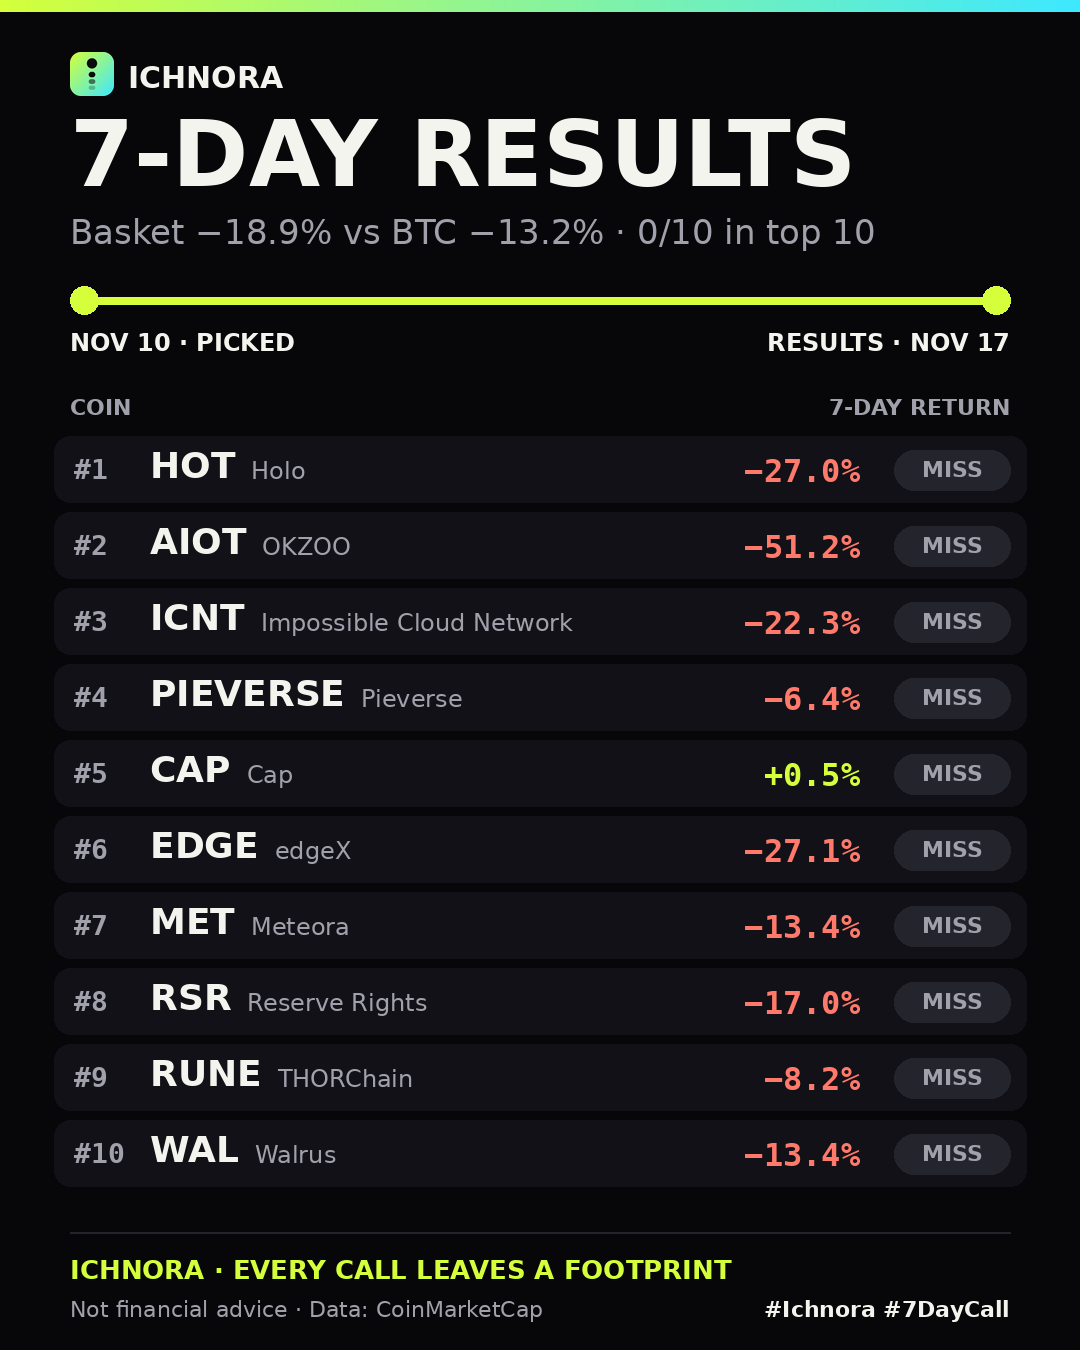 ICHNORA
7-DAY RESULTS
Basket −18.9% vs BTC −13.2% · 0/10 in top 10
NOV 10 · PICKED RESULTS · NOV 17
COIN 7-DAY RETURN
#1 HOT Holo −27.0% MISS
#2 AIOT OKZOO −51.2% MISS
#3 ICNT Impossible Cloud Network −22.3% MISS
#4 PIEVERSE Pieverse −6.4% MISS
#5 CAP Cap +0.5% MISS
#6 EDGE edgeX −27.1% MISS
#7 MET Meteora −13.4% MISS
#8 RSR Reserve Rights −17.0% MISS
#9 RUNE THORChain −8.2% MISS
#10 WAL Walrus −13.4% MISS
ICHNORA · EVERY CALL LEAVES A FOOTPRINT
Not financial advice · Data: CoinMarketCap #Ichnora #7DayCall